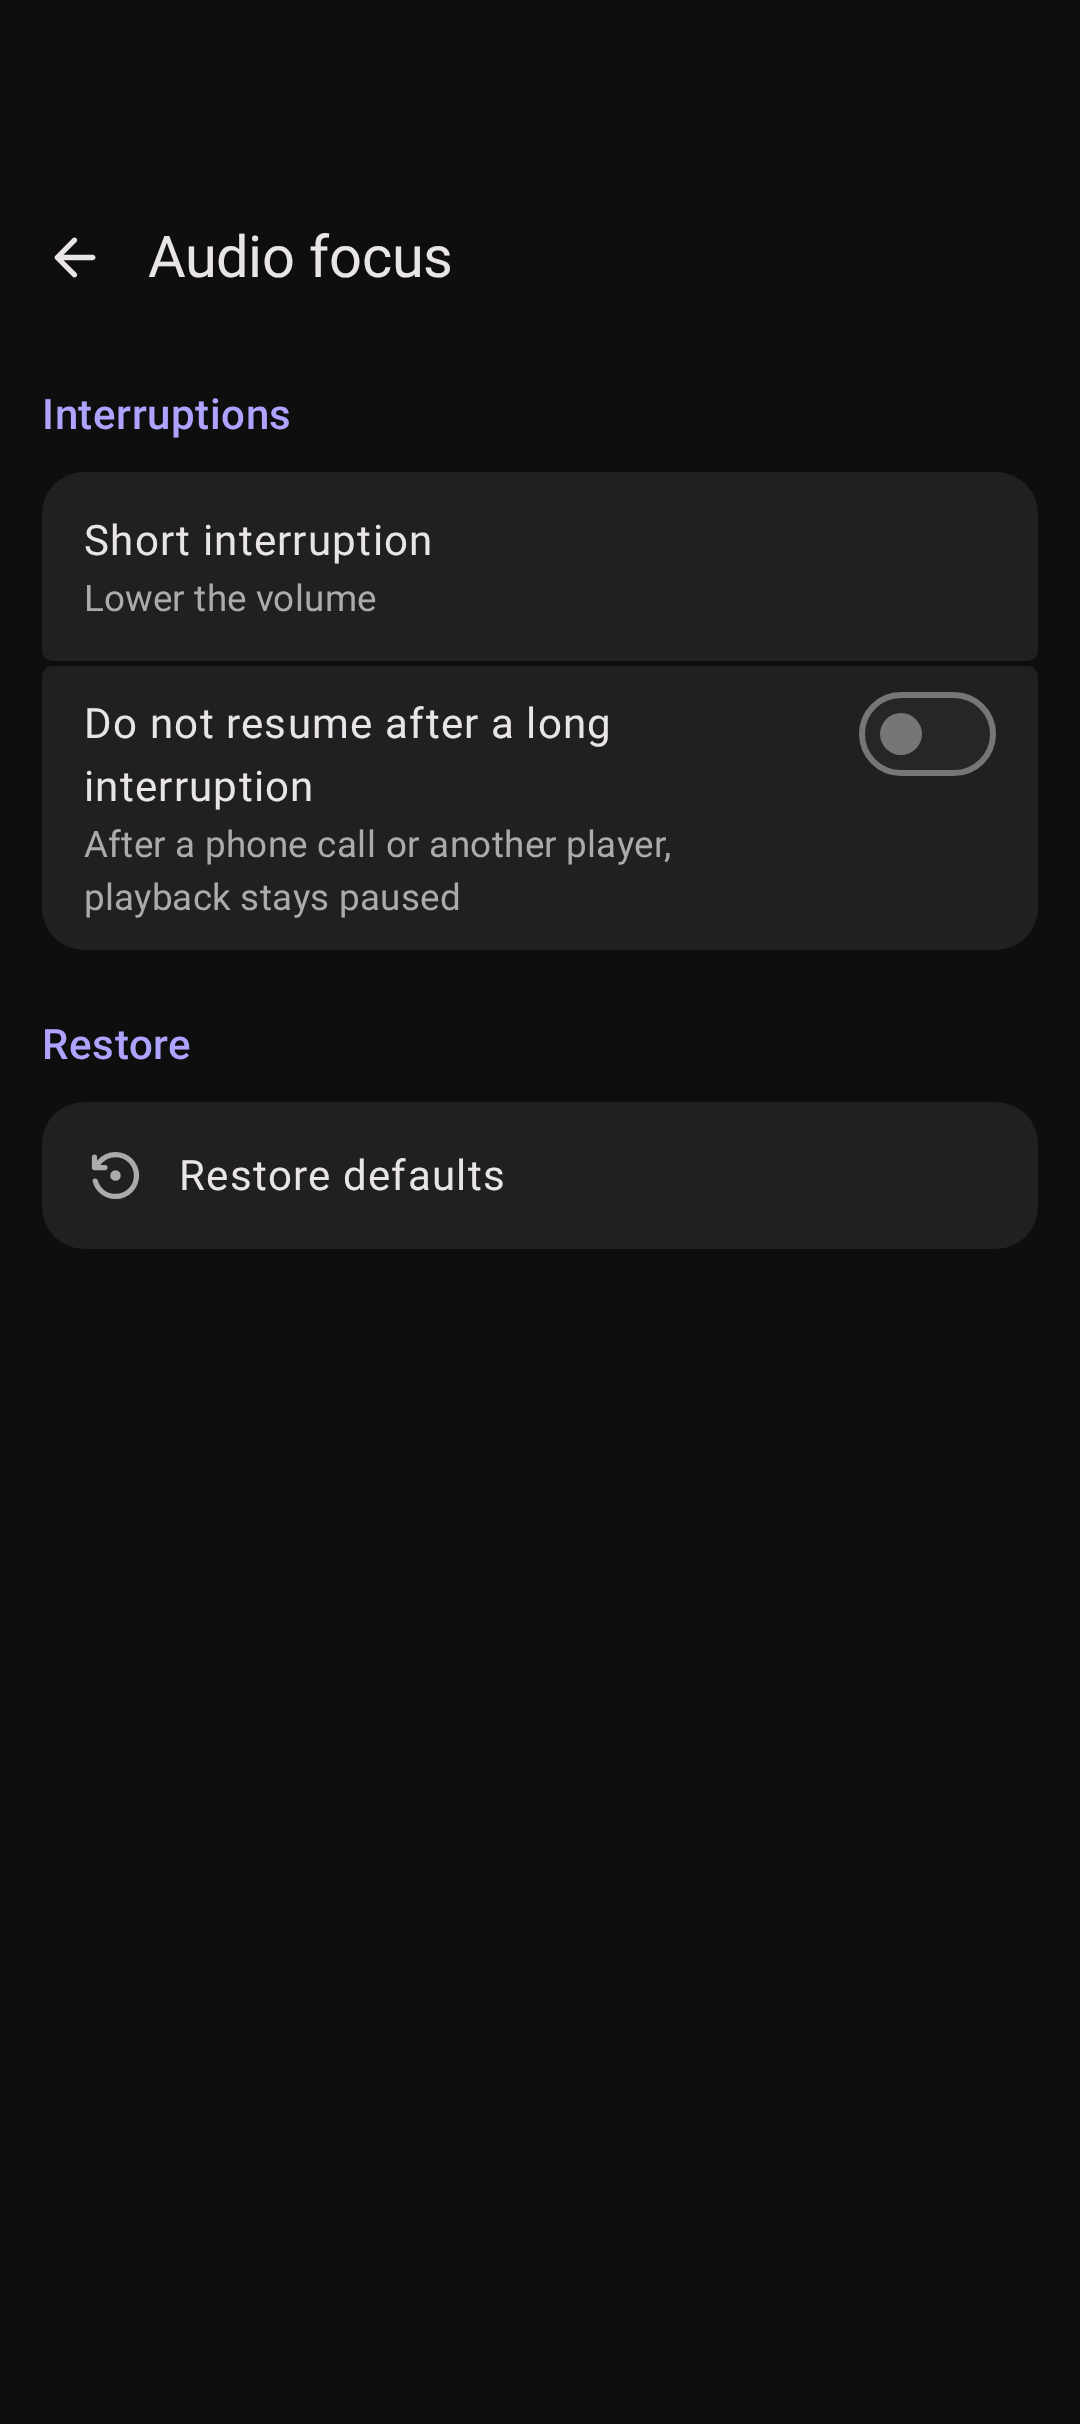 Audio focus
Interruptions
Short interruption
Lower the volume
Do not resume after a long
interruption
After a phone call or another player,
playback stays paused
Restore
Restore defaults